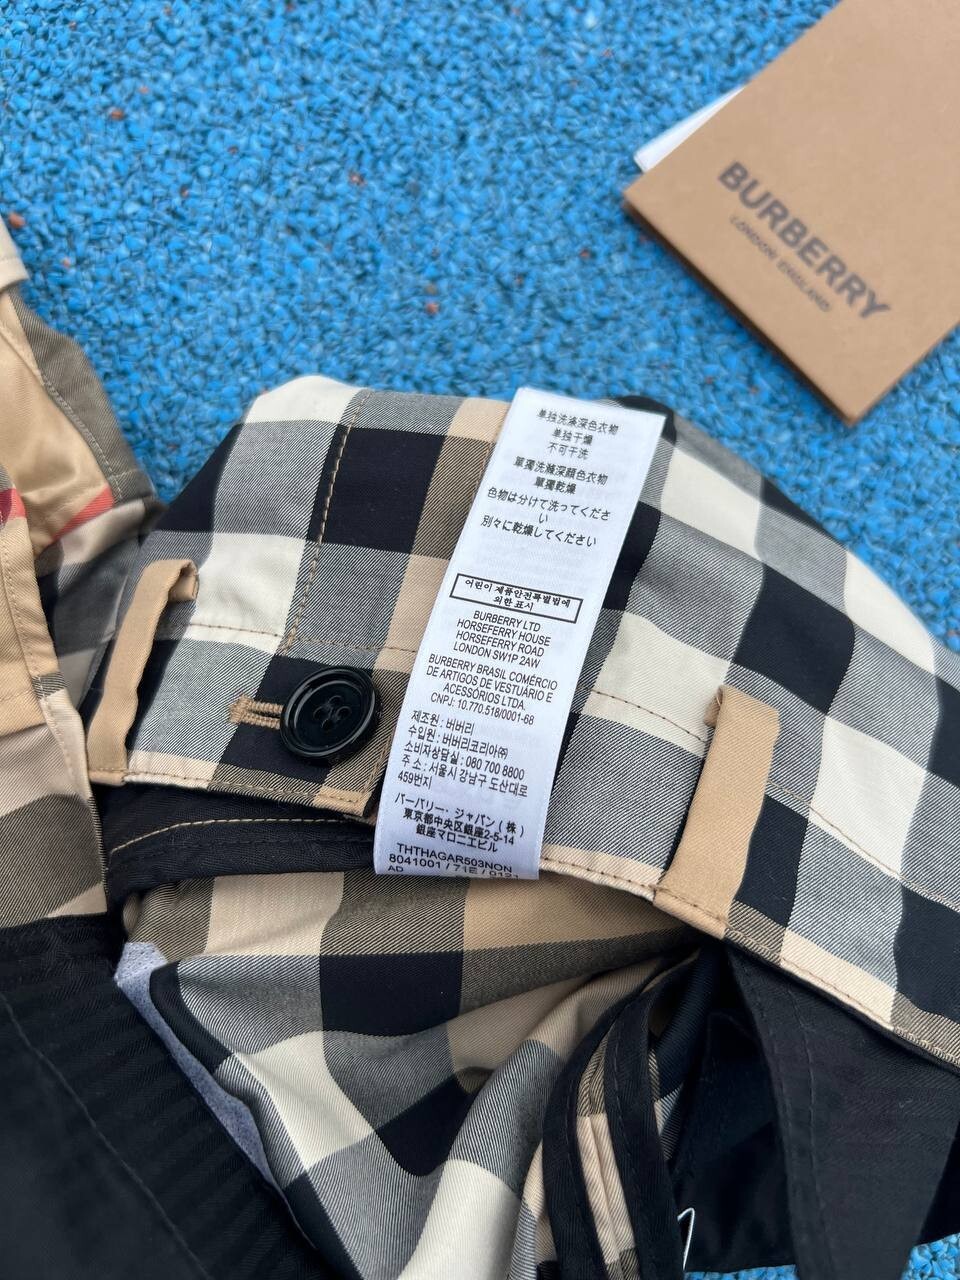 BURBERRY
LONDON ENGLAND
单独洗涤深色衣物
单独干燥
不可干洗
單獨洗滌深顏色衣物
單獨乾燥
色物は分けて洗ってくださ
い
別々に乾燥してください
어린이제품안전특별법에
의한 표시
BURBERRY LTD
HORSEFERRY HOUSE
HORSEFERRY ROAD
LONDON SW1P 2AW
BURBERRY BRASIL COMÉRCIO
DE ARTIGOS DE VESTUÁRIO E
ACESSÓRIOS LTDA.
CNPJ: 10.770.518/0001-68
제조원 : 버버리
수입원 : 버버리코리아㈜
소비자상담실 : 080 700 8800
주 소 : 서울시 강남구 도산대로
459번지
バーバリー・ジャパン(株)
東京都中央区銀座2-5-14
銀座マロニエビル
THTHAGAR503NON
8041001 / 71E / 0121
AD